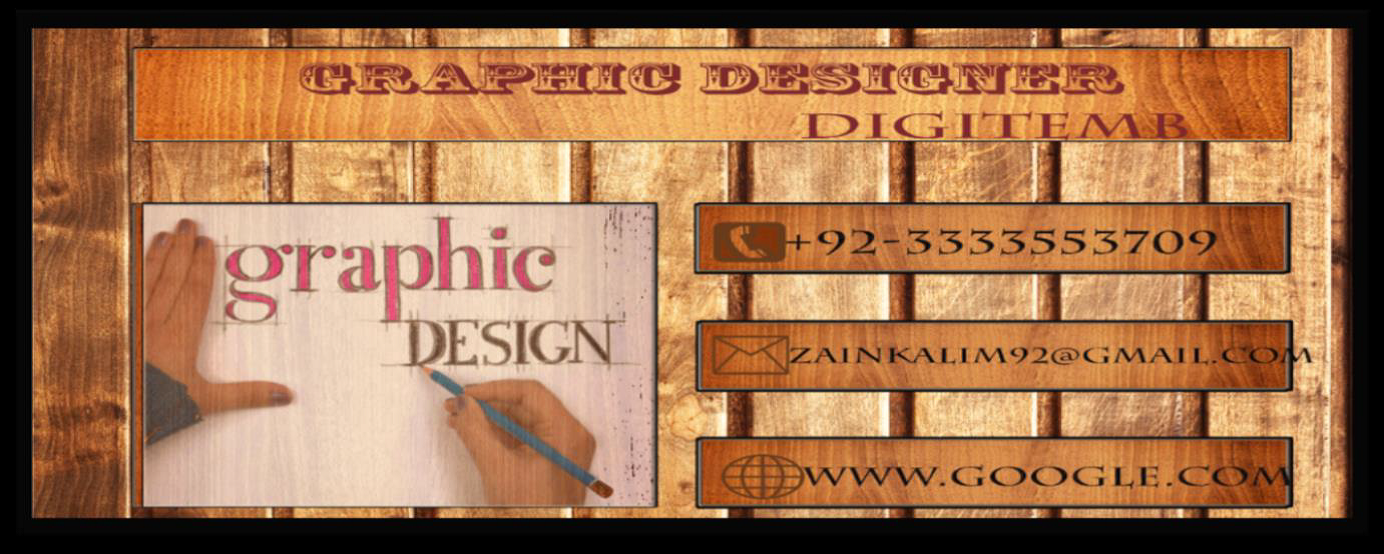 GRAPHIC DESIGNER
DIGITEMB
graphic
DESIGN
+92-3333553709
ZAINKALIM92@GMAIL.COM
WWW.GOOGLE.COM